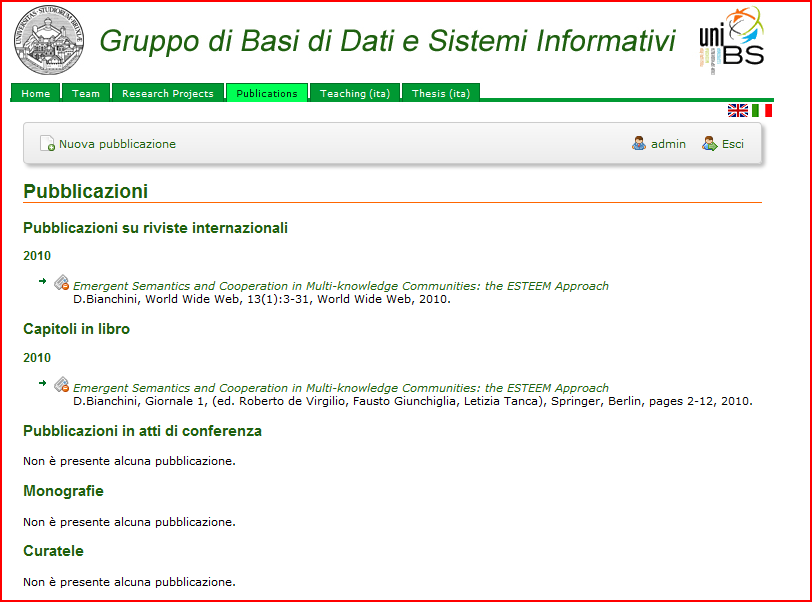 Gruppo di Basi di Dati e Sistemi Informativi
uni
BS
Home Team Research Projects Publications Teaching (ita) Thesis (ita)
Nuova pubblicazione admin Esci
Pubblicazioni
Pubblicazioni su riviste internazionali
2010
Emergent Semantics and Cooperation in Multi-knowledge Communities: the ESTEEM Approach
D.Bianchini, World Wide Web, 13(1):3-31, World Wide Web, 2010.
Capitoli in libro
2010
Emergent Semantics and Cooperation in Multi-knowledge Communities: the ESTEEM Approach
D.Bianchini, Giornale 1, (ed. Roberto de Virgilio, Fausto Giunchiglia, Letizia Tanca), Springer, Berlin, pages 2-12, 2010.
Pubblicazioni in atti di conferenza
Non è presente alcuna pubblicazione.
Monografie
Non è presente alcuna pubblicazione.
Curatele
Non è presente alcuna pubblicazione.